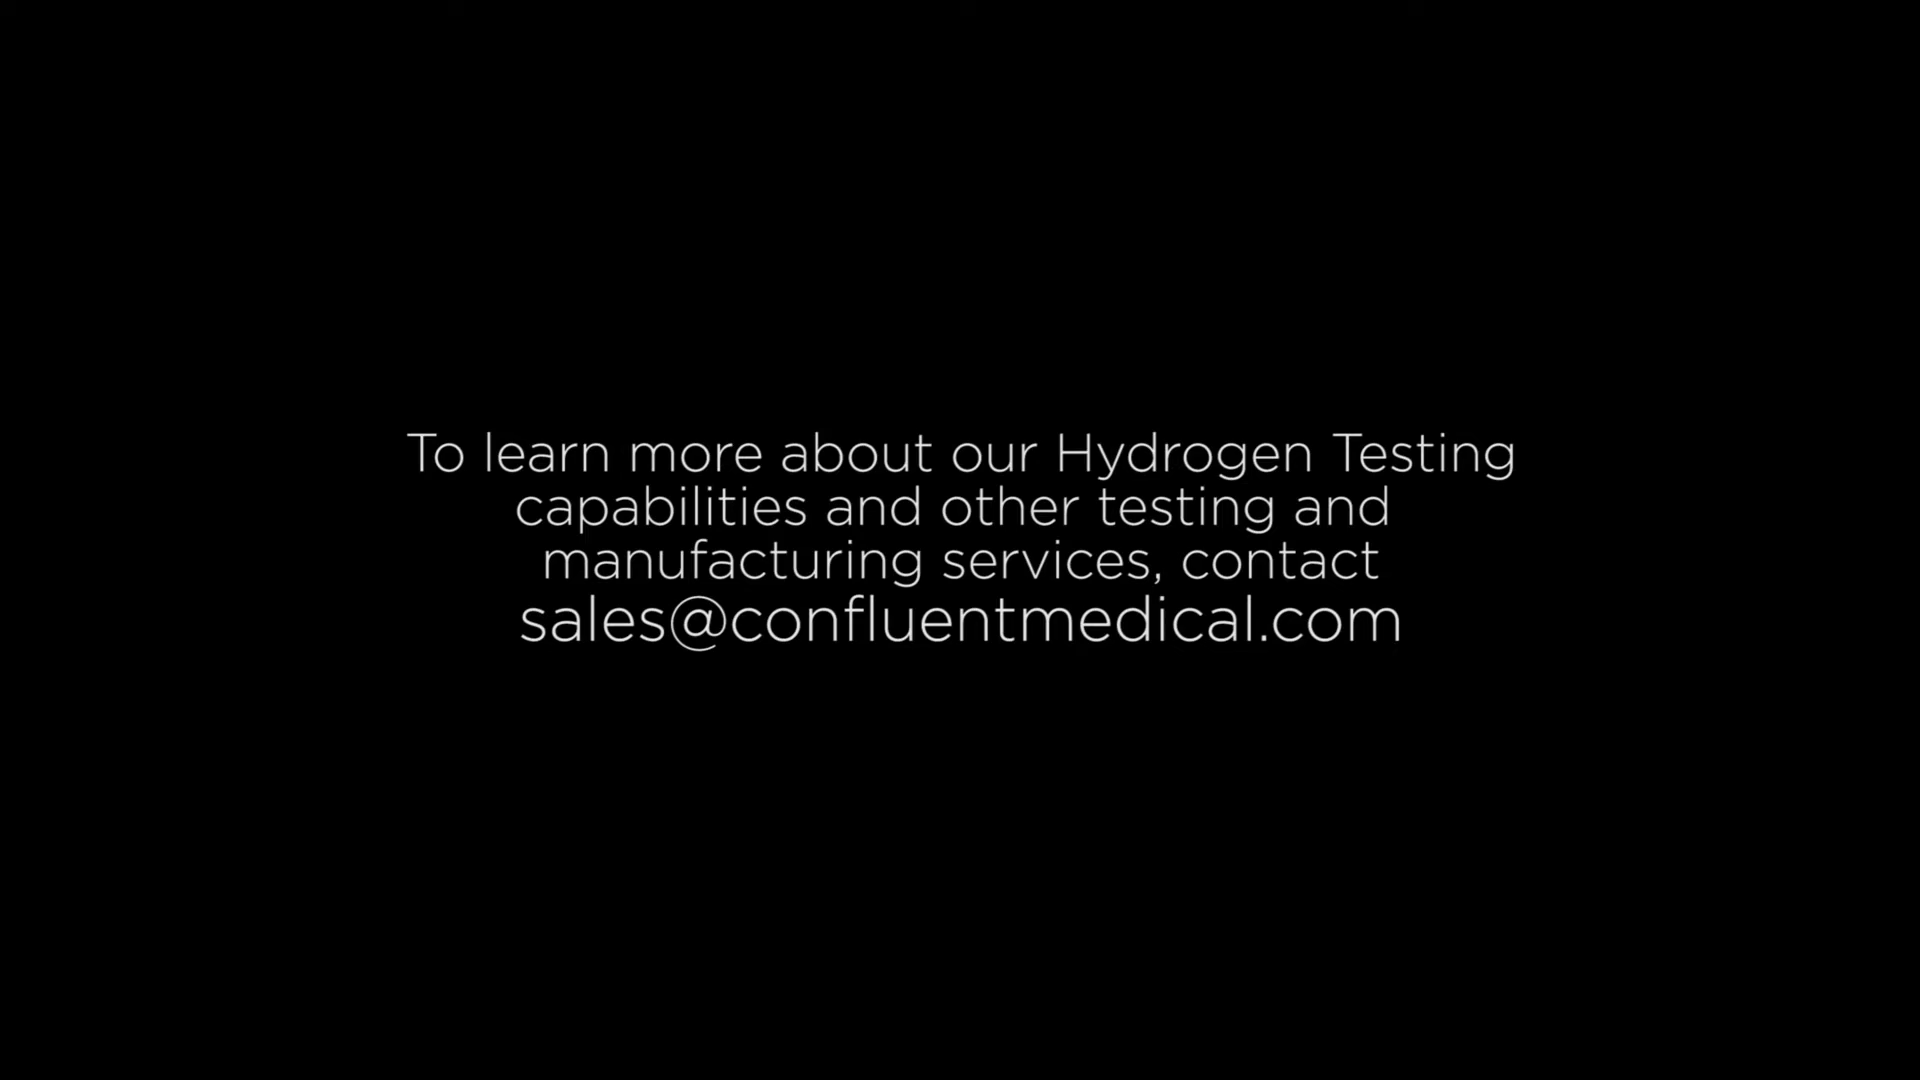 To learn more about our Hydrogen Testing
capabilities and other testing and
manufacturing services, contact
sales@confluentmedical.com